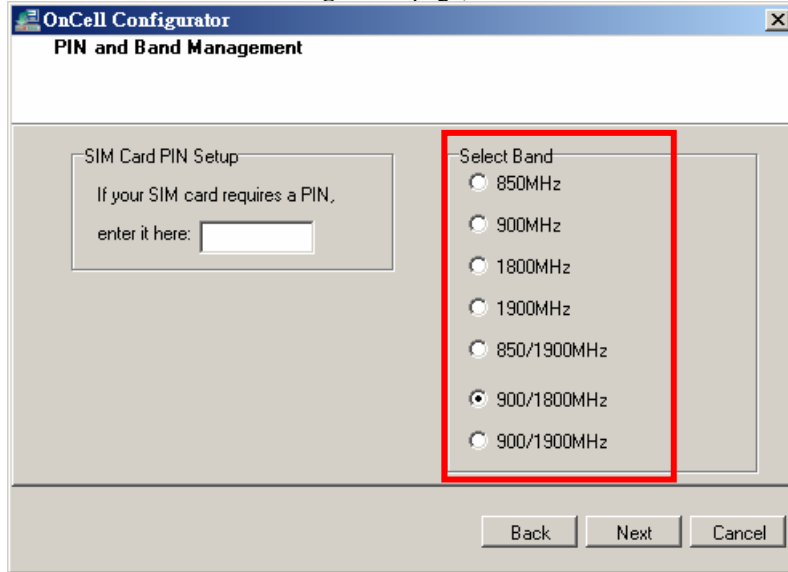 OnCell Configurator
PIN and Band Management
SIM Card PIN Setup
If your SIM card requires a PIN,
enter it here:
Select Band
850MHz
900MHz
1800MHz
1900MHz
850/1900MHz
900/1800MHz
900/1900MHz
Back Next Cancel